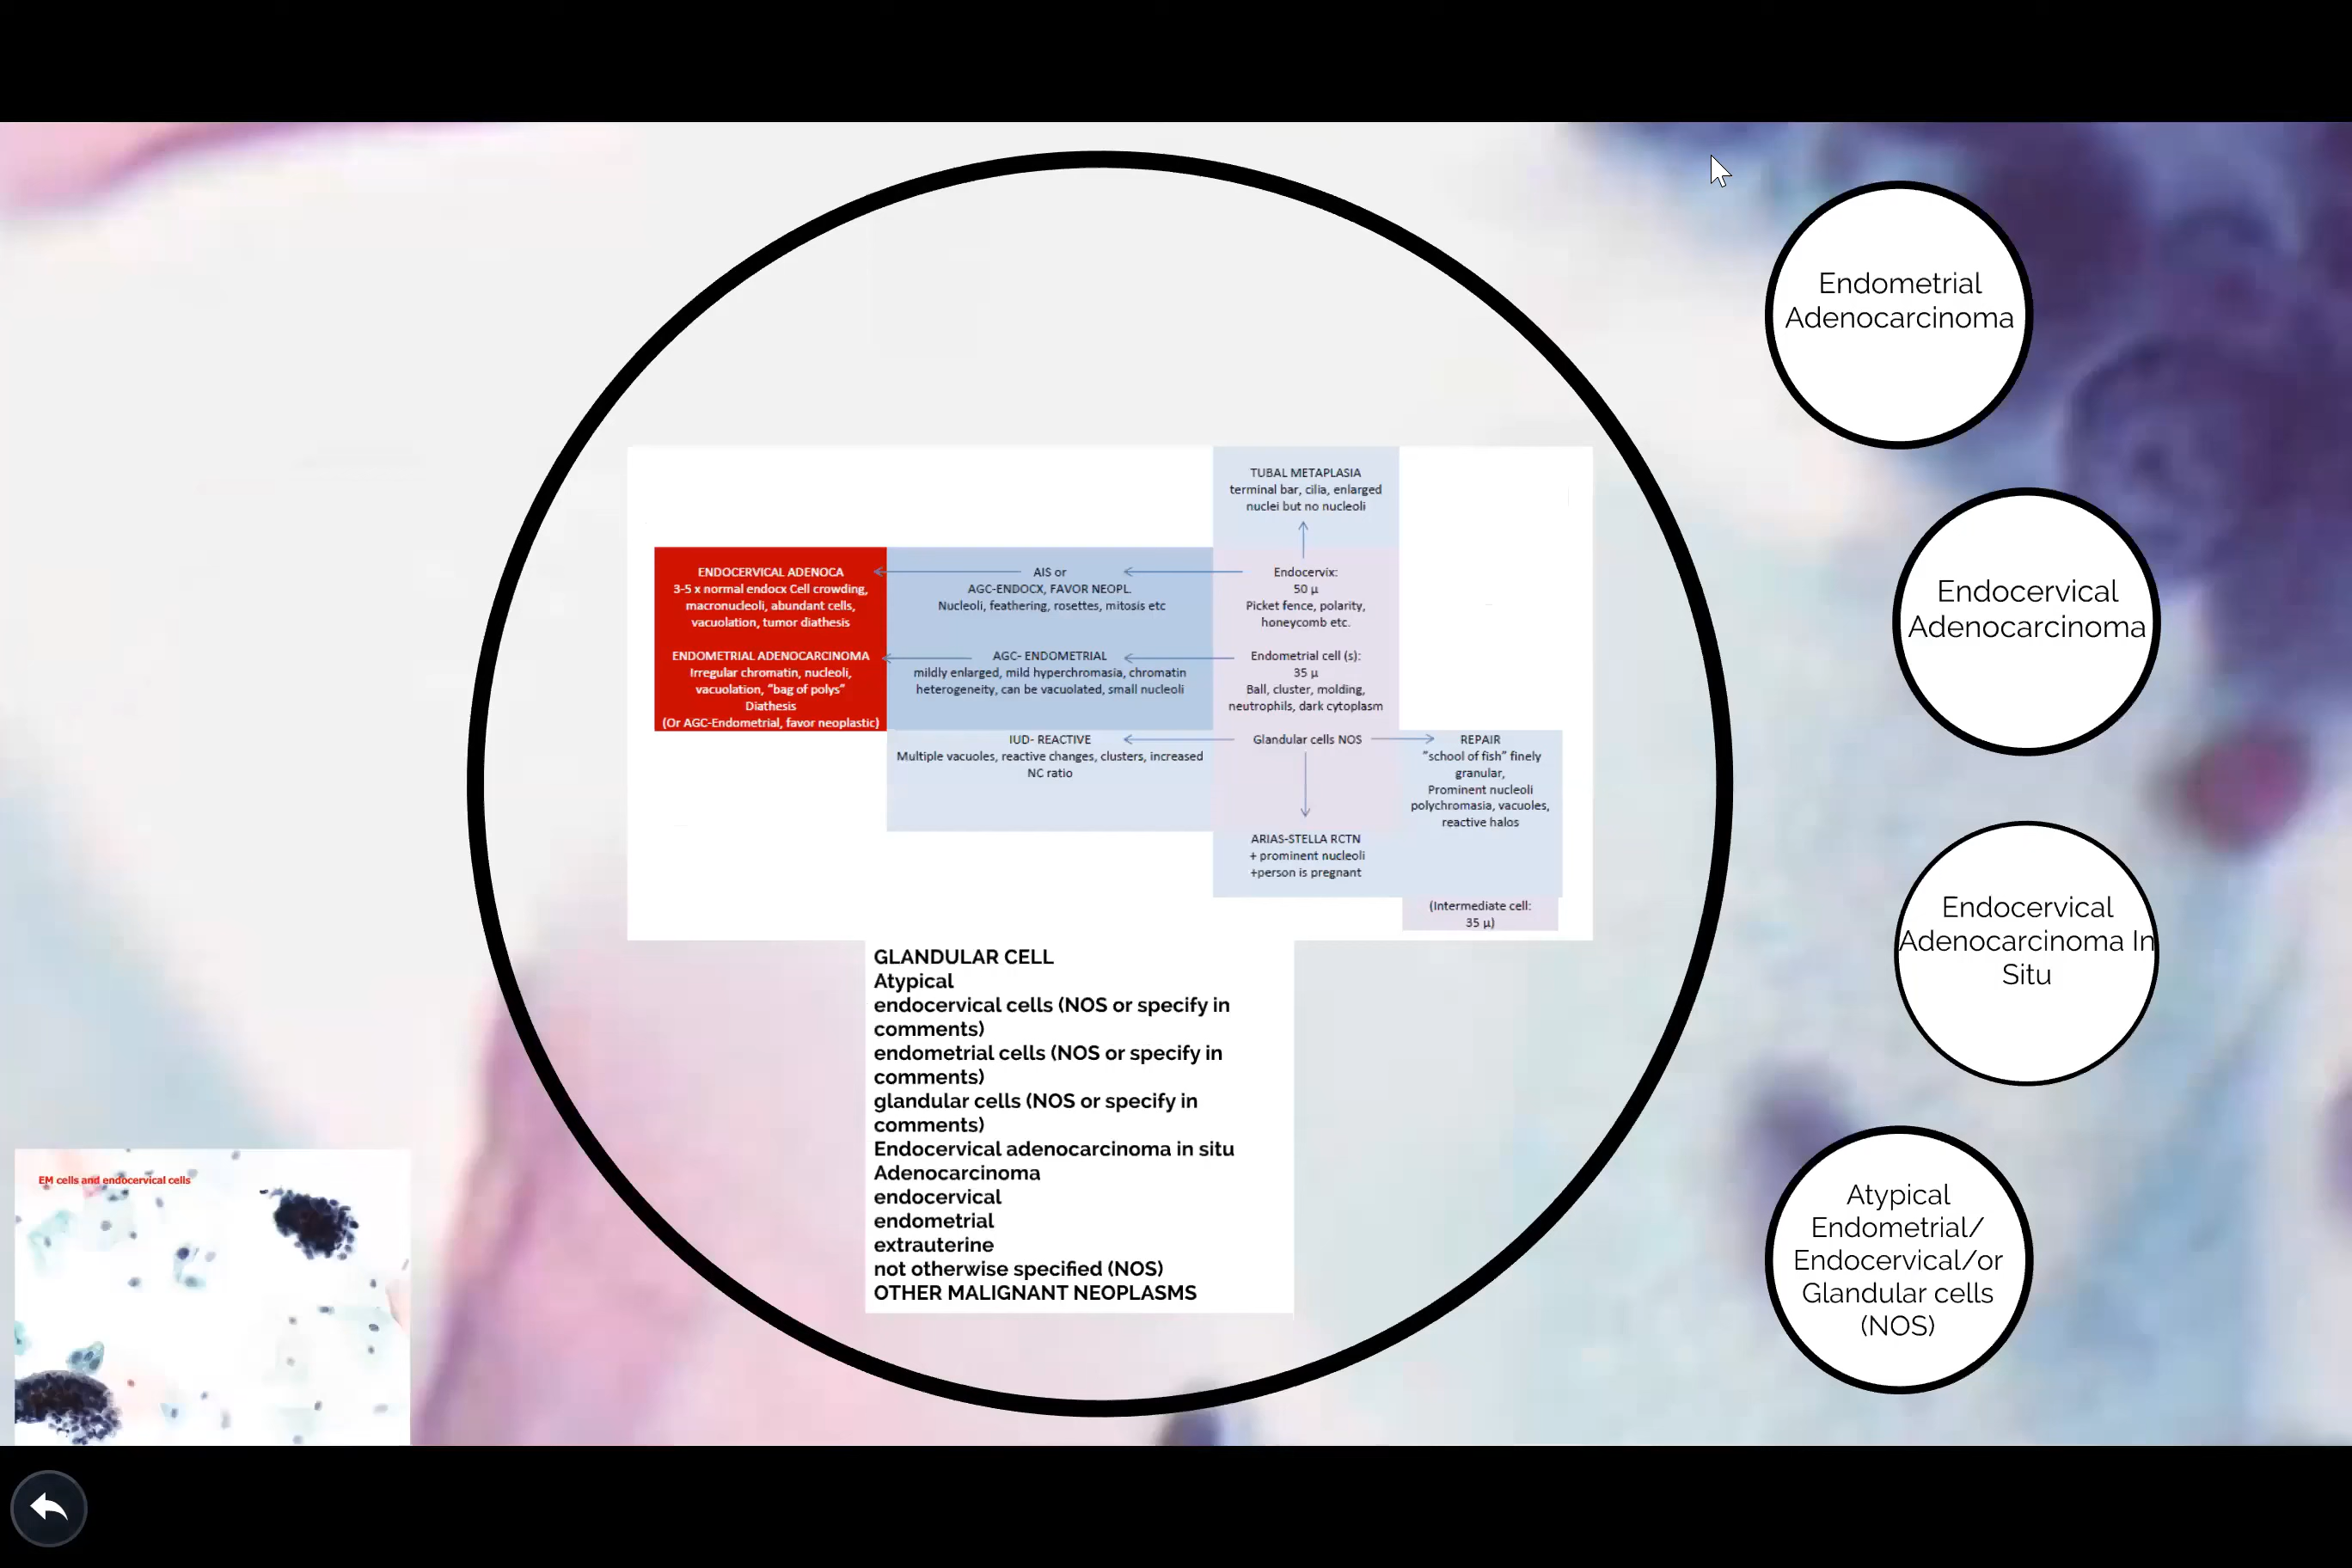 TUBAL METAPLASIA
terminal bar, cilia, enlarged
nuclei but no nucleoli
ENDOCERVICAL ADENOCA
3-5 x normal endocx Cell crowding,
macronucleoli, abundant cells,
vacuolation, tumor diathesis
AIS or
AGC-ENDOCX, FAVOR NEOPL.
Nucleoli, feathering, rosettes, mitosis etc
Endocervix:
50 µ
Picket fence, polarity,
honeycomb etc.
ENDOMETRIAL ADENOCARCINOMA
Irregular chromatin, nucleoli,
vacuolation, "bag of polys"
Diathesis
(Or AGC-Endometrial, favor neoplastic)
AGC- ENDOMETRIAL
mildly enlarged, mild hyperchromasia, chromatin
heterogeneity, can be vacuolated, small nucleoli
Endometrial cell (s):
35 µ
Ball, cluster, molding,
neutrophils, dark cytoplasm
IUD- REACTIVE
Multiple vacuoles, reactive changes, clusters, increased
NC ratio
Glandular cells NOS
REPAIR
"school of fish" finely
granular,
Prominent nucleoli
polychromasia, vacuoles,
reactive halos
ARIAS-STELLA RCTN
+ prominent nucleoli
+person is pregnant
(Intermediate cell:
35 µ)
GLANDULAR CELL
Atypical
endocervical cells (NOS or specify in
comments)
endometrial cells (NOS or specify in
comments)
glandular cells (NOS or specify in
comments)
Endocervical adenocarcinoma in situ
Adenocarcinoma
endocervical
endometrial
extrauterine
not otherwise specified (NOS)
OTHER MALIGNANT NEOPLASMS
Endometrial
Adenocarcinoma
Endocervical
Adenocarcinoma
Endocervical
Adenocarcinoma In
Situ
Atypical
Endometrial/
Endocervical/or
Glandular cells
(NOS)
EM cells and endocervical cells